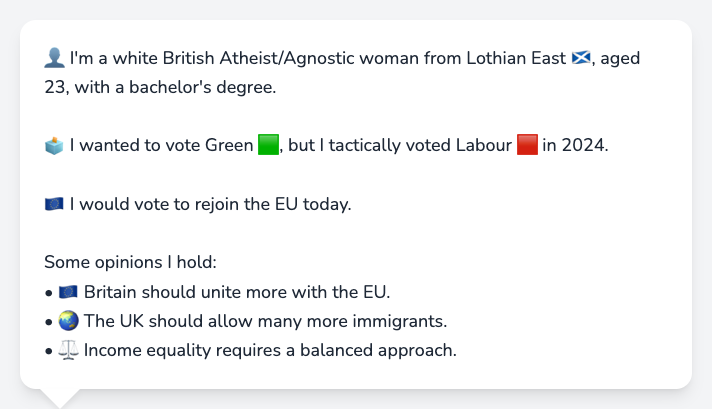 👤 I'm a white British Atheist/Agnostic woman from Lothian East 🏴󠁧󠁢󠁳󠁣󠁴󠁿, aged
23, with a bachelor's degree.
🗳️ I wanted to vote Green 🟩, but I tactically voted Labour 🟥 in 2024.
🇪🇺 I would vote to rejoin the EU today.
Some opinions I hold:
• 🇪🇺 Britain should unite more with the EU.
• 🌏 The UK should allow many more immigrants.
• ⚖️ Income equality requires a balanced approach.